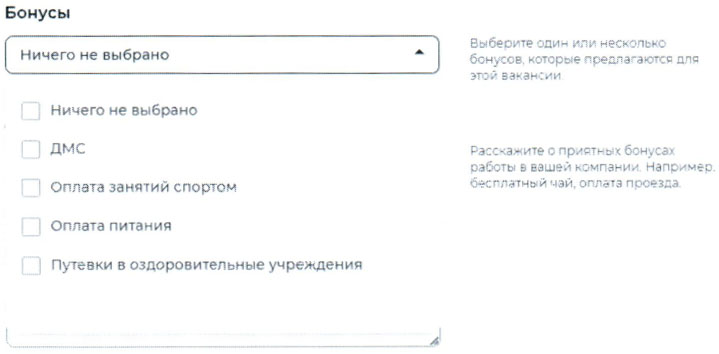 Бонусы
Ничего не выбрано
Выберите один или несколько
бонусов, которые предлагаются для
этой вакансии.
Ничего не выбрано
ДМС
Оплата занятий спортом
Оплата питания
Путевки в оздоровительные учреждения
Расскажите о приятных бонусах
работы в вашей компании. Например,
бесплатный чай, оплата проезда.